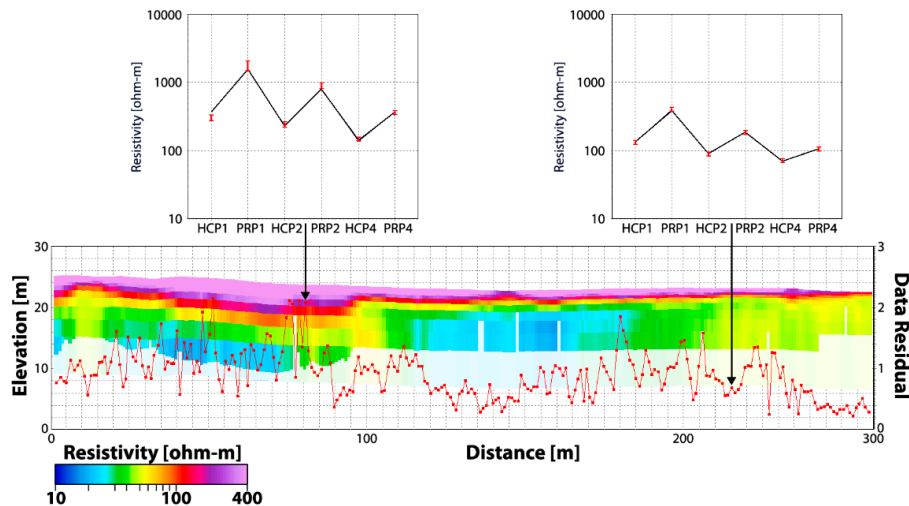 10000
1000
100
10
Resistivity [ohm-m]
HCP1 PRP1 HCP2 PRP2 HCP4 PRP4
10000
1000
100
10
Resistivity [ohm-m]
HCP1 PRP1 HCP2 PRP2 HCP4 PRP4
30
20
10
0
Elevation [m]
3
2
1
0
Data Residual
0 100 200 300
Distance [m]
Resistivity [ohm-m]
10 100 400